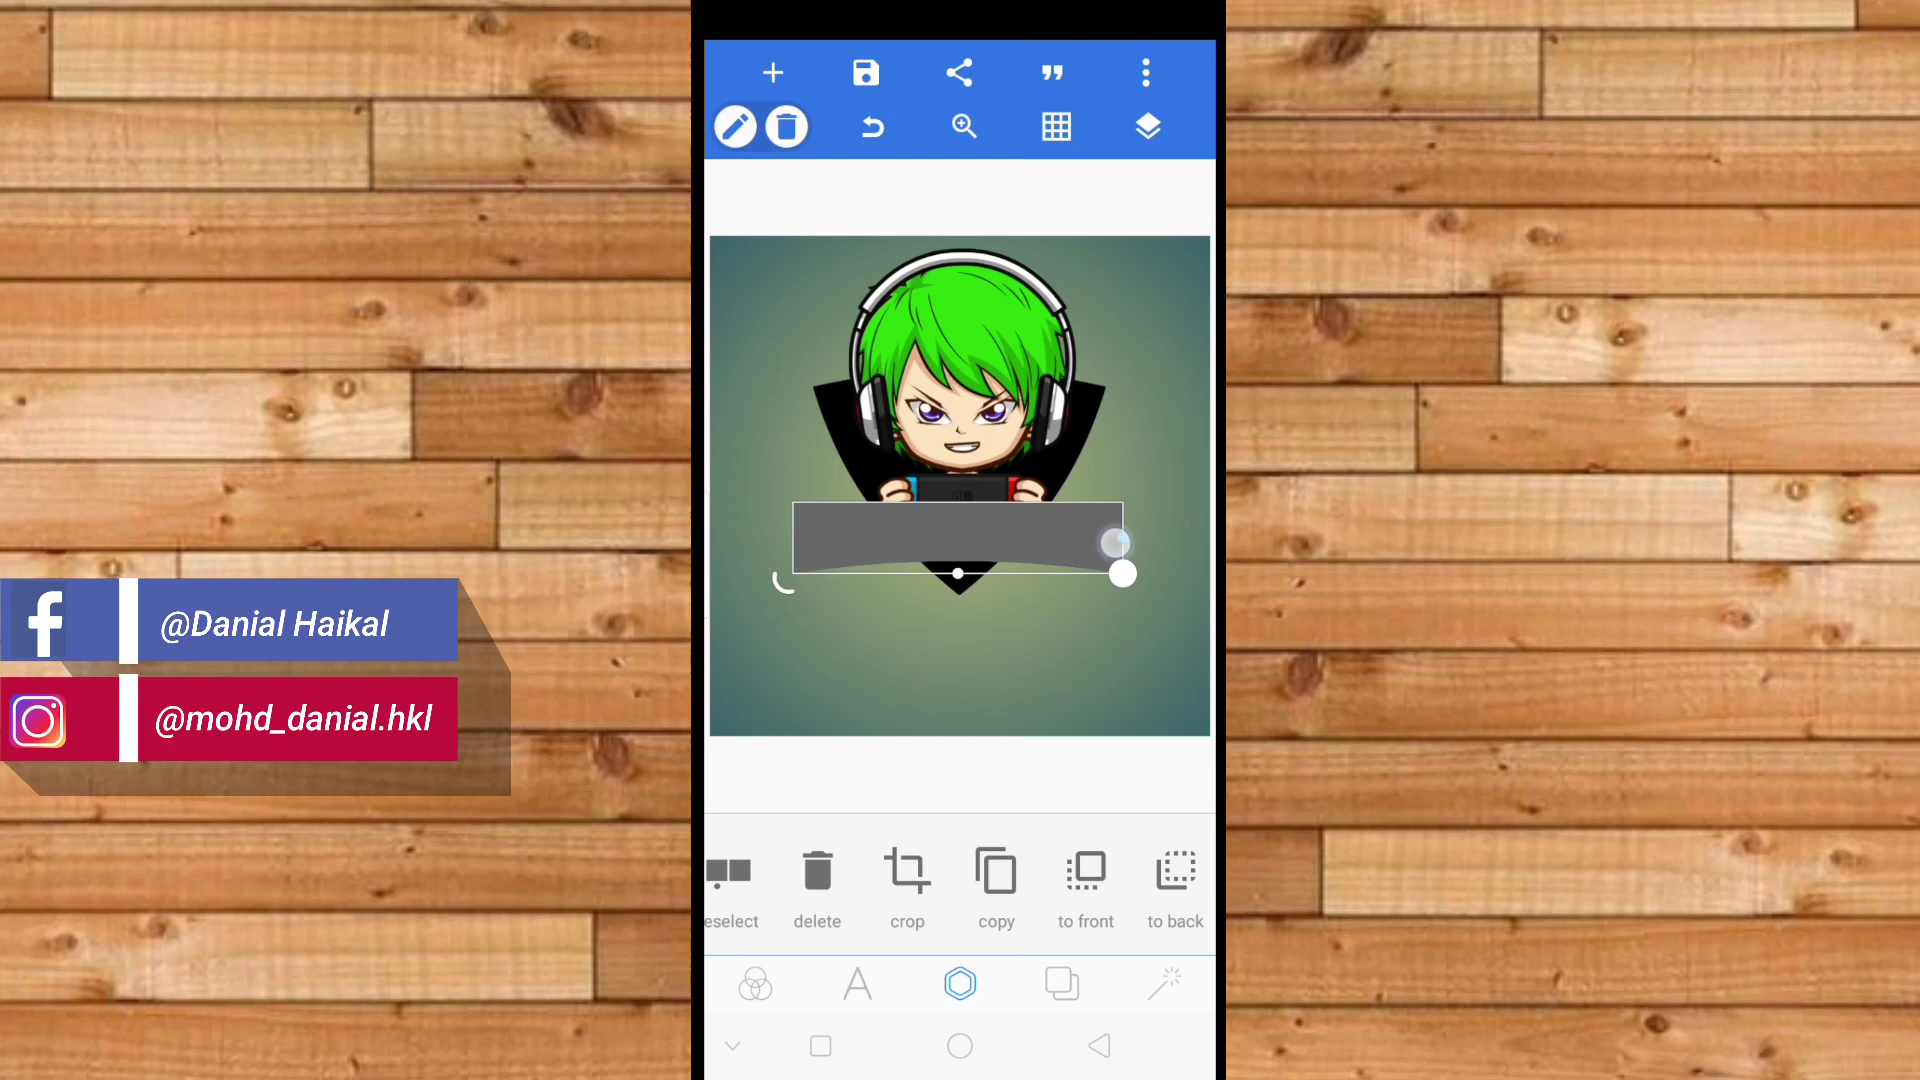 @Danial Haikal
@mohd_danial.hkl
eselect
delete
crop
copy
to front
to back